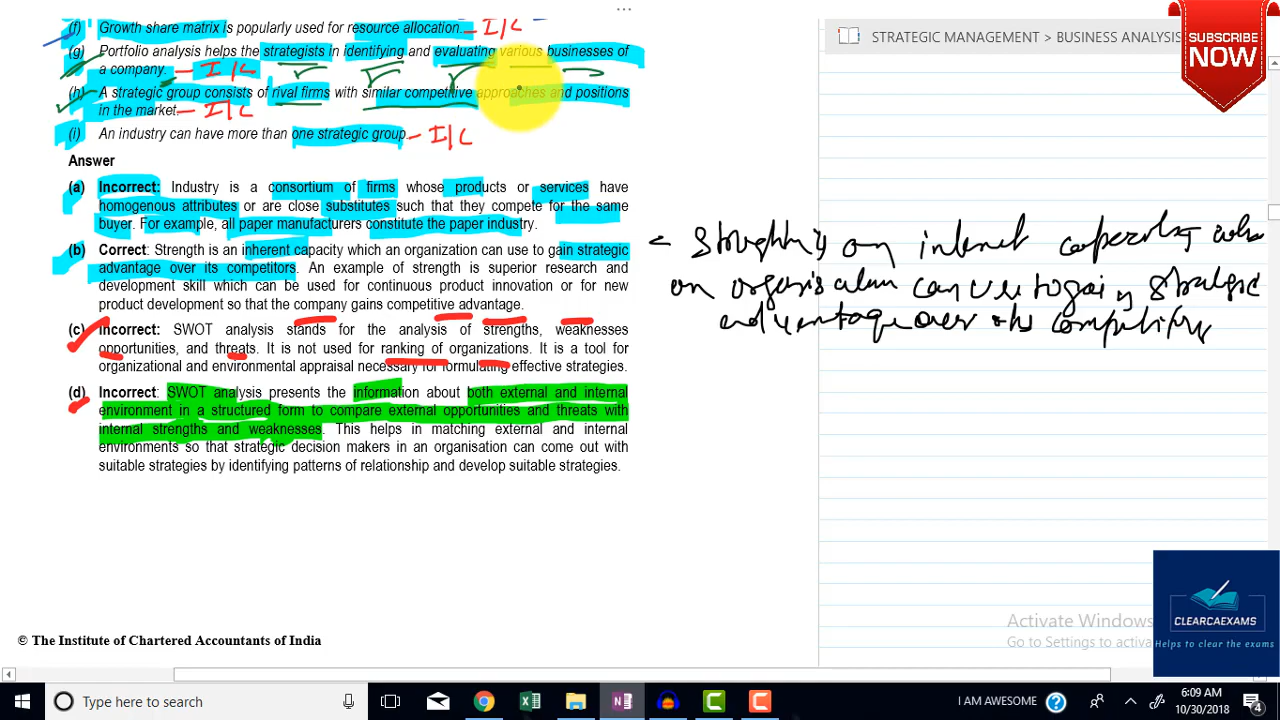 (f) Growth share matrix is popularly used for resource allocation. - I/C
(g) Portfolio analysis helps the strategists in identifying and evaluating various businesses of
a company. - I/C
(h) A strategic group consists of rival firms with similar competitive approaches and positions
in the market. - I/C
(i) An industry can have more than one strategic group. - I/C
Answer
(a) Incorrect: Industry is a consortium of firms whose products or services have
homogenous attributes or are close substitutes such that they compete for the same
buyer. For example, all paper manufacturers constitute the paper industry.
(b) Correct: Strength is an inherent capacity which an organization can use to gain strategic
advantage over its competitors. An example of strength is superior research and
development skill which can be used for continuous product innovation or for new
product development so that the company gains competitive advantage.
(c) Incorrect: SWOT analysis stands for the analysis of strengths, weaknesses
opportunities, and threats. It is not used for ranking of organizations. It is a tool for
organizational and environmental appraisal necessary for formulating effective strategies.
(d) Incorrect: SWOT analysis presents the information about both external and internal
environment in a structured form to compare external opportunities and threats with
internal strengths and weaknesses. This helps in matching external and internal
environments so that strategic decision makers in an organisation can come out with
suitable strategies by identifying patterns of relationship and develop suitable strategies.
© The Institute of Chartered Accountants of India
STRATEGIC MANAGEMENT > BUSINESS ANALYSIS
SUBSCRIBE
NOW
an
on can use to gain strategic
over
Activate Windows
Go to Settings to activa
CLEARCAEXAMS
Helps to clear the exams
Type here to search
I AM AWESOME
6:09 AM
10/30/2018
4